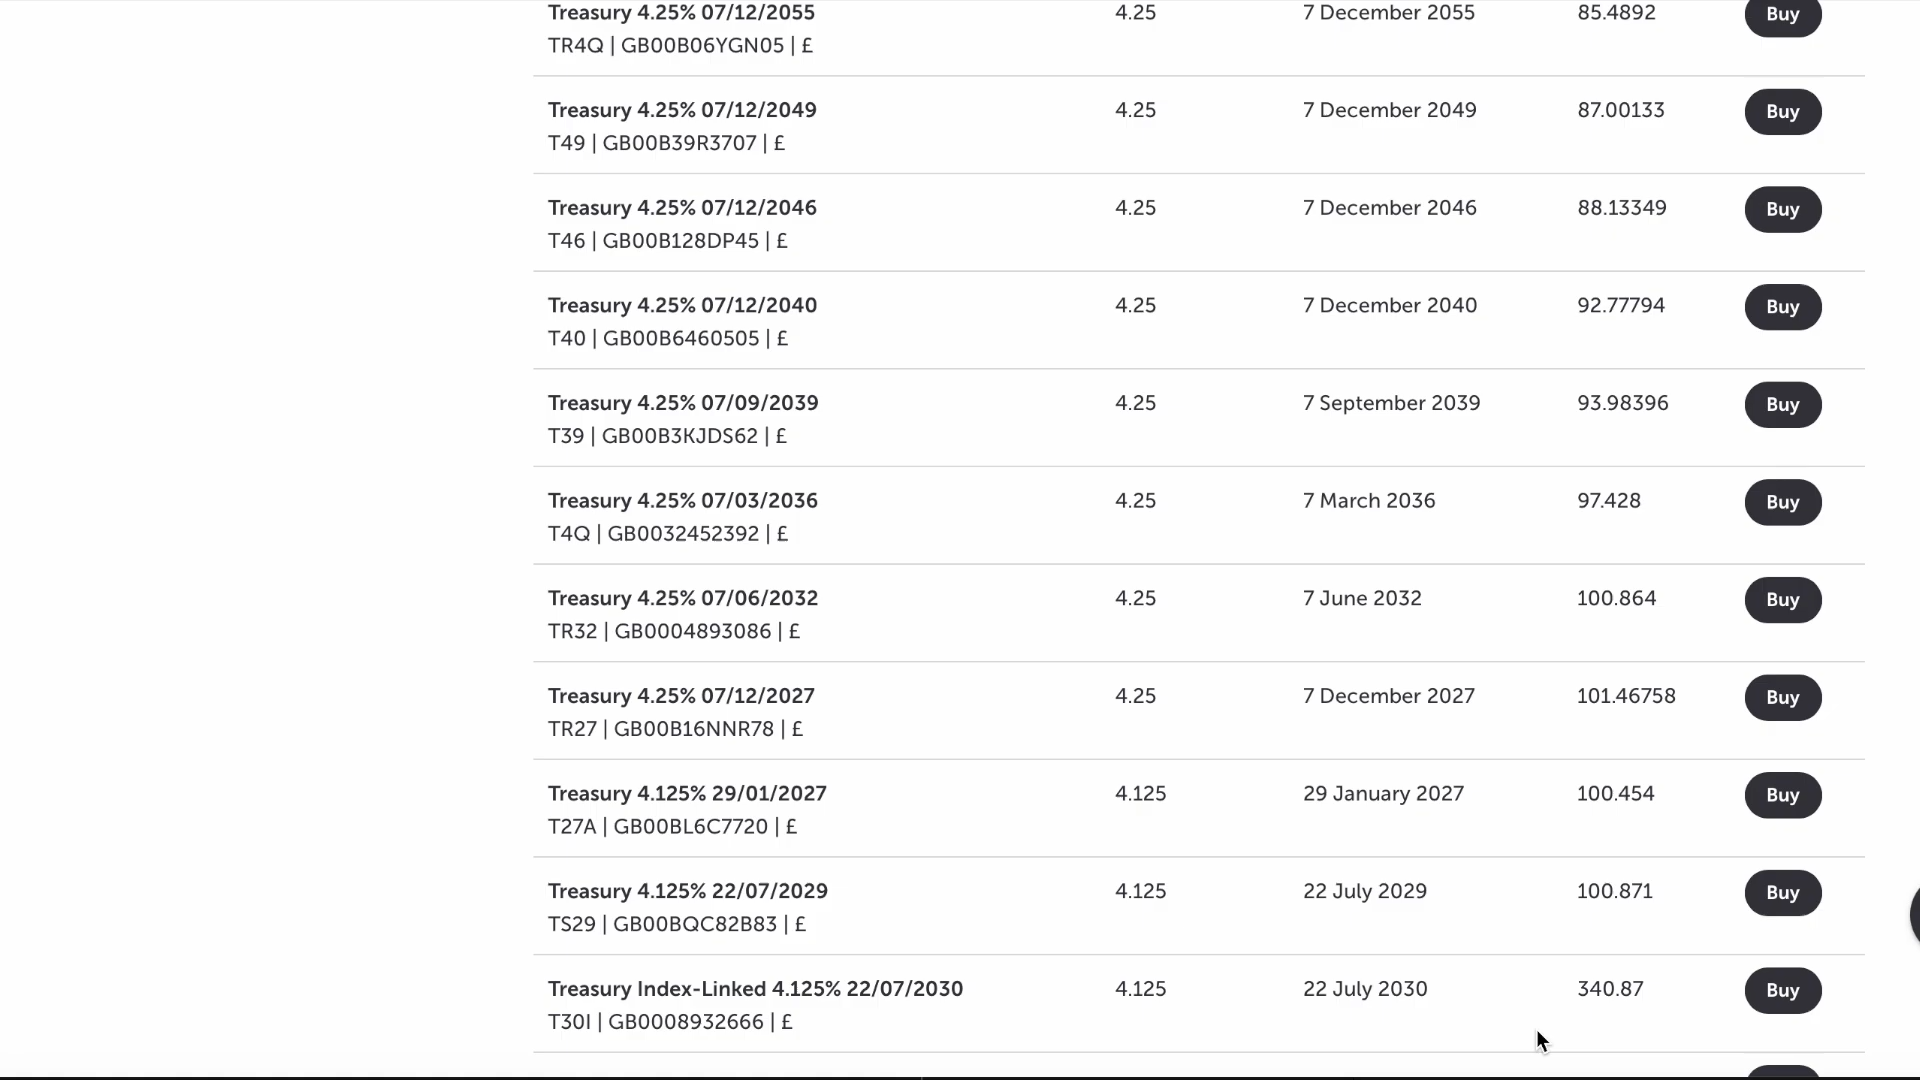 Treasury 4.25% 07/12/2055 4.25 7 December 2055 85.4892 Buy
TR4Q | GB00B06YGN05 | £
Treasury 4.25% 07/12/2049 4.25 7 December 2049 87.00133 Buy
T49 | GB00B39R3707 | £
Treasury 4.25% 07/12/2046 4.25 7 December 2046 88.13349 Buy
T46 | GB00B128DP45 | £
Treasury 4.25% 07/12/2040 4.25 7 December 2040 92.77794 Buy
T40 | GB00B6460505 | £
Treasury 4.25% 07/09/2039 4.25 7 September 2039 93.98396 Buy
T39 | GB00B3KJDS62 | £
Treasury 4.25% 07/03/2036 4.25 7 March 2036 97.428 Buy
T4Q | GB0032452392 | £
Treasury 4.25% 07/06/2032 4.25 7 June 2032 100.864 Buy
TR32 | GB0004893086 | £
Treasury 4.25% 07/12/2027 4.25 7 December 2027 101.46758 Buy
TR27 | GB00B16NNR78 | £
Treasury 4.125% 29/01/2027 4.125 29 January 2027 100.454 Buy
T27A | GB00BL6C7720 | £
Treasury 4.125% 22/07/2029 4.125 22 July 2029 100.871 Buy
TS29 | GB00BQC82B83 | £
Treasury Index-Linked 4.125% 22/07/2030 4.125 22 July 2030 340.87 Buy
T30I | GB0008932666 | £